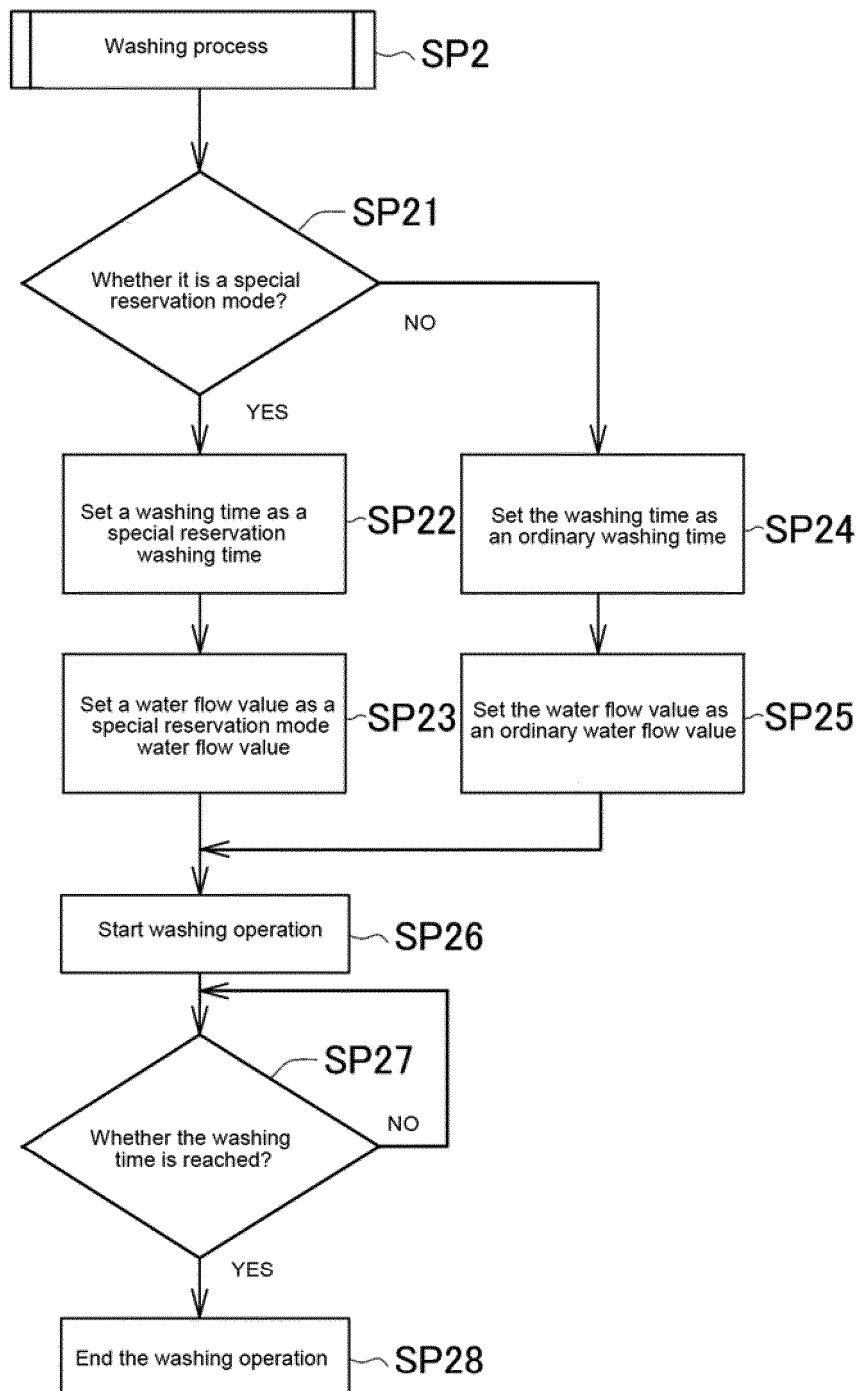 Washing process
SP2
SP21
Whether it is a special
reservation mode?
NO
YES
Set a washing time as a
special reservation
washing time
SP22
Set the washing time as
an ordinary washing time
SP24
Set a water flow value as a
special reservation mode
water flow value
SP23
Set the water flow value as
an ordinary water flow value
SP25
Start washing operation
SP26
SP27
Whether the washing
time is reached?
NO
YES
End the washing operation
SP28